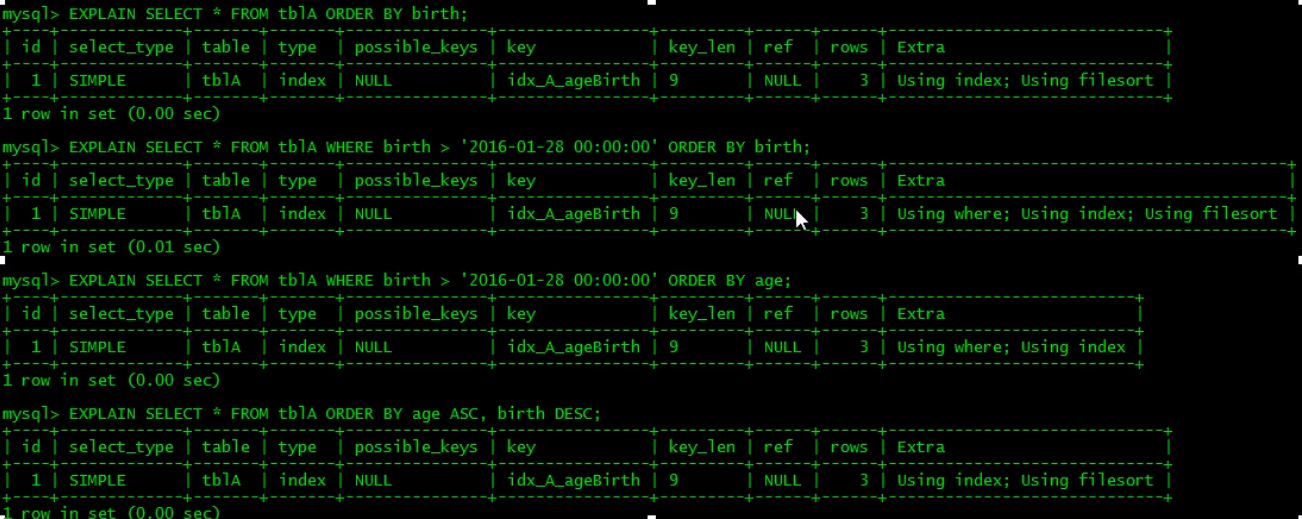 mysql> EXPLAIN SELECT * FROM tblA ORDER BY birth;
+----+-------------+-------+-------+---------------+----------------+---------+------+------+-----------------------------+
| id | select_type | table | type | possible_keys | key | key_len | ref | rows | Extra |
| 1 | SIMPLE | tblA | index | NULL | idx_A_ageBirth | 9 | NULL | 3 | Using index; Using filesort |
1 row in set (0.00 sec)
mysql> EXPLAIN SELECT * FROM tblA WHERE birth > '2016-01-28 00:00:00' ORDER BY birth;
| id | select_type | table | type | possible_keys | key | key_len | ref | rows | Extra |
| 1 | SIMPLE | tblA | index | NULL | idx_A_ageBirth | 9 | NULL | 3 | Using where; Using index; Using filesort |
1 row in set (0.01 sec)
mysql> EXPLAIN SELECT * FROM tblA WHERE birth > '2016-01-28 00:00:00' ORDER BY age;
| id | select_type | table | type | possible_keys | key | key_len | ref | rows | Extra |
| 1 | SIMPLE | tblA | index | NULL | idx_A_ageBirth | 9 | NULL | 3 | Using where; Using index |
1 row in set (0.00 sec)
mysql> EXPLAIN SELECT * FROM tblA ORDER BY age ASC, birth DESC;
| id | select_type | table | type | possible_keys | key | key_len | ref | rows | Extra |
| 1 | SIMPLE | tblA | index | NULL | idx_A_ageBirth | 9 | NULL | 3 | Using index; Using filesort |
1 row in set (0.00 sec)